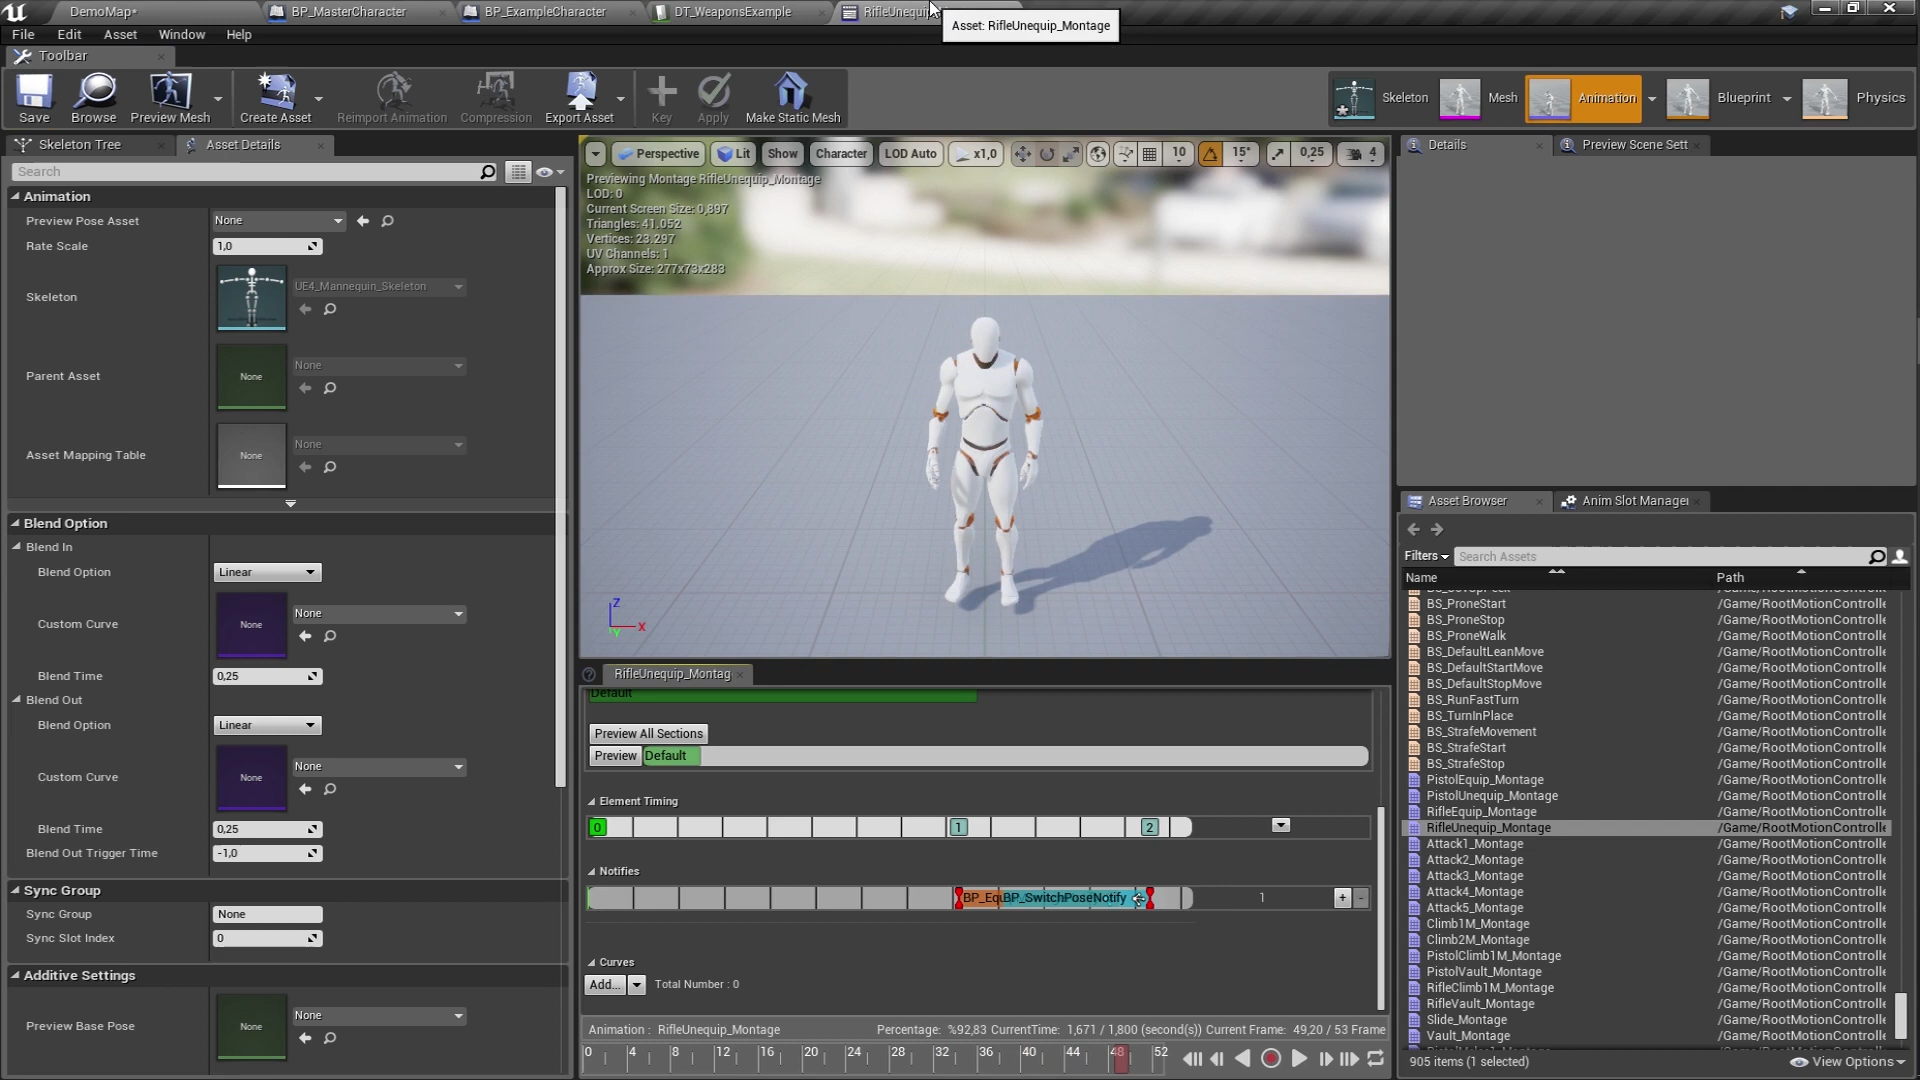 DemoMap*
BP_MasterCharacter
BP_ExampleCharacter
DT_WeaponsExample
RifleUnequip
Asset: RifleUnequip_Montage
File Edit Asset Window Help
Toolbar
Save
Browse
Preview Mesh
Create Asset
Reimport Animation
Compression
Export Asset
Key
Apply
Make Static Mesh
Skeleton
Mesh
Animation
Blueprint
Physics
Skeleton Tree
Asset Details
Search
Animation
Preview Pose Asset None
Rate Scale 1,0
Skeleton UE4_Mannequin_Skeleton
Parent Asset None None
Asset Mapping Table None None
Blend Option
Blend In
Blend Option Linear
Custom Curve None None
Blend Time 0,25
Blend Out
Blend Option Linear
Custom Curve None None
Blend Time 0,25
Blend Out Trigger Time -1,0
Sync Group
Sync Group None
Sync Slot Index 0
Additive Settings
Preview Base Pose None None
Perspective Lit Show Character LOD Auto x1,0 10 15° 0,25 4
Previewing Montage RifleUnequip_Montage
LOD: 0
Current Screen Size: 0,897
Triangles: 41.052
Vertices: 23.297
UV Channels: 1
Approx Size: 277x73x283
Z
X
Y
RifleUnequip_Montag
Default
Preview All Sections
Preview Default
Element Timing
0 1 2
Notifies
BP_Equ BP_SwitchPoseNotify 1 + -
Curves
Add... Total Number : 0
Animation : RifleUnequip_Montage Percentage: %92,83 CurrentTime: 1,671 / 1,800 (second(s)) Current Frame: 49,20 / 53 Frame
0 4 8 12 16 20 24 28 32 36 40 44 48 52
Details
Preview Scene Sett
Asset Browser
Anim Slot Manager
Filters Search Assets
Name Path
BS_ProneStart /Game/RootMotionControlle
BS_ProneStop /Game/RootMotionControlle
BS_ProneWalk /Game/RootMotionControlle
BS_DefaultLeanMove /Game/RootMotionControlle
BS_DefaultStartMove /Game/RootMotionControlle
BS_DefaultStopMove /Game/RootMotionControlle
BS_RunFastTurn /Game/RootMotionControlle
BS_TurnInPlace /Game/RootMotionControlle
BS_StrafeMovement /Game/RootMotionControlle
BS_StrafeStart /Game/RootMotionControlle
BS_StrafeStop /Game/RootMotionControlle
PistolEquip_Montage /Game/RootMotionControlle
PistolUnequip_Montage /Game/RootMotionControlle
RifleEquip_Montage /Game/RootMotionControlle
RifleUnequip_Montage /Game/RootMotionControlle
Attack1_Montage /Game/RootMotionControlle
Attack2_Montage /Game/RootMotionControlle
Attack3_Montage /Game/RootMotionControlle
Attack4_Montage /Game/RootMotionControlle
Attack5_Montage /Game/RootMotionControlle
Climb1M_Montage /Game/RootMotionControlle
Climb2M_Montage /Game/RootMotionControlle
PistolClimb1M_Montage /Game/RootMotionControlle
PistolVault_Montage /Game/RootMotionControlle
RifleClimb1M_Montage /Game/RootMotionControlle
RifleVault_Montage /Game/RootMotionControlle
Slide_Montage /Game/RootMotionControlle
Vault_Montage /Game/RootMotionControlle
905 items (1 selected) View Options